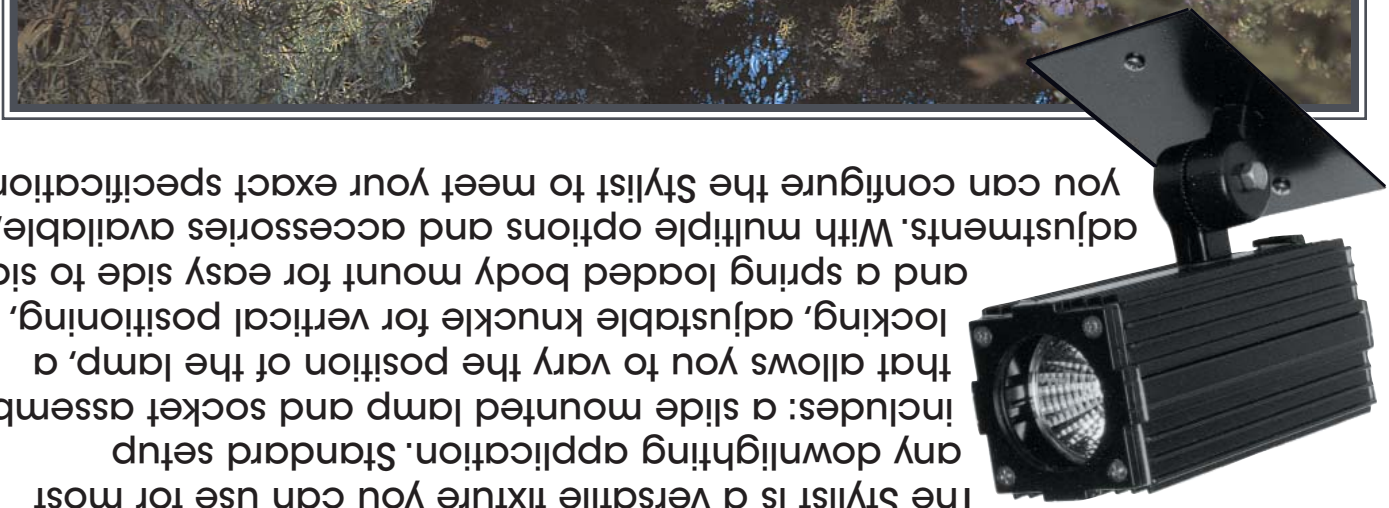 The Stylist is a versatile fixture you can use for most
any downlighting application. Standard setup
includes: a slide mounted lamp and socket assemb
that allows you to vary the position of the lamp, a
locking, adjustable knuckle for vertical positioning,
and a spring loaded body mount for easy side to sid
adjustments. With multiple options and accessories available,
you can configure the Stylist to meet your exact specification